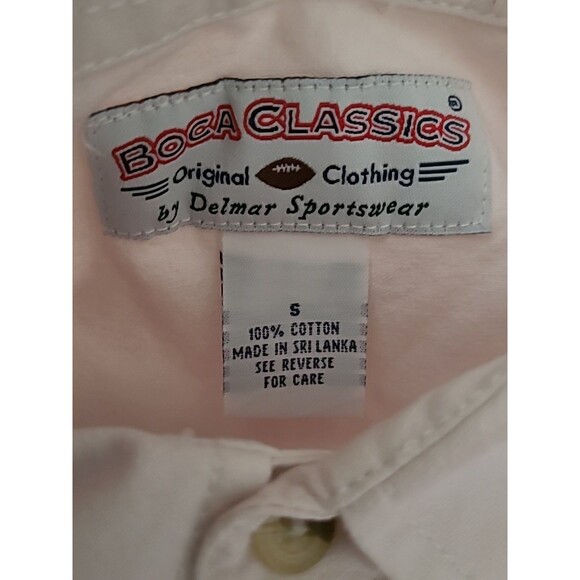 BOCA CLASSICS ®
Original Clothing
by Delmar Sportswear
S
100% COTTON
MADE IN SRI LANKA
SEE REVERSE
FOR CARE